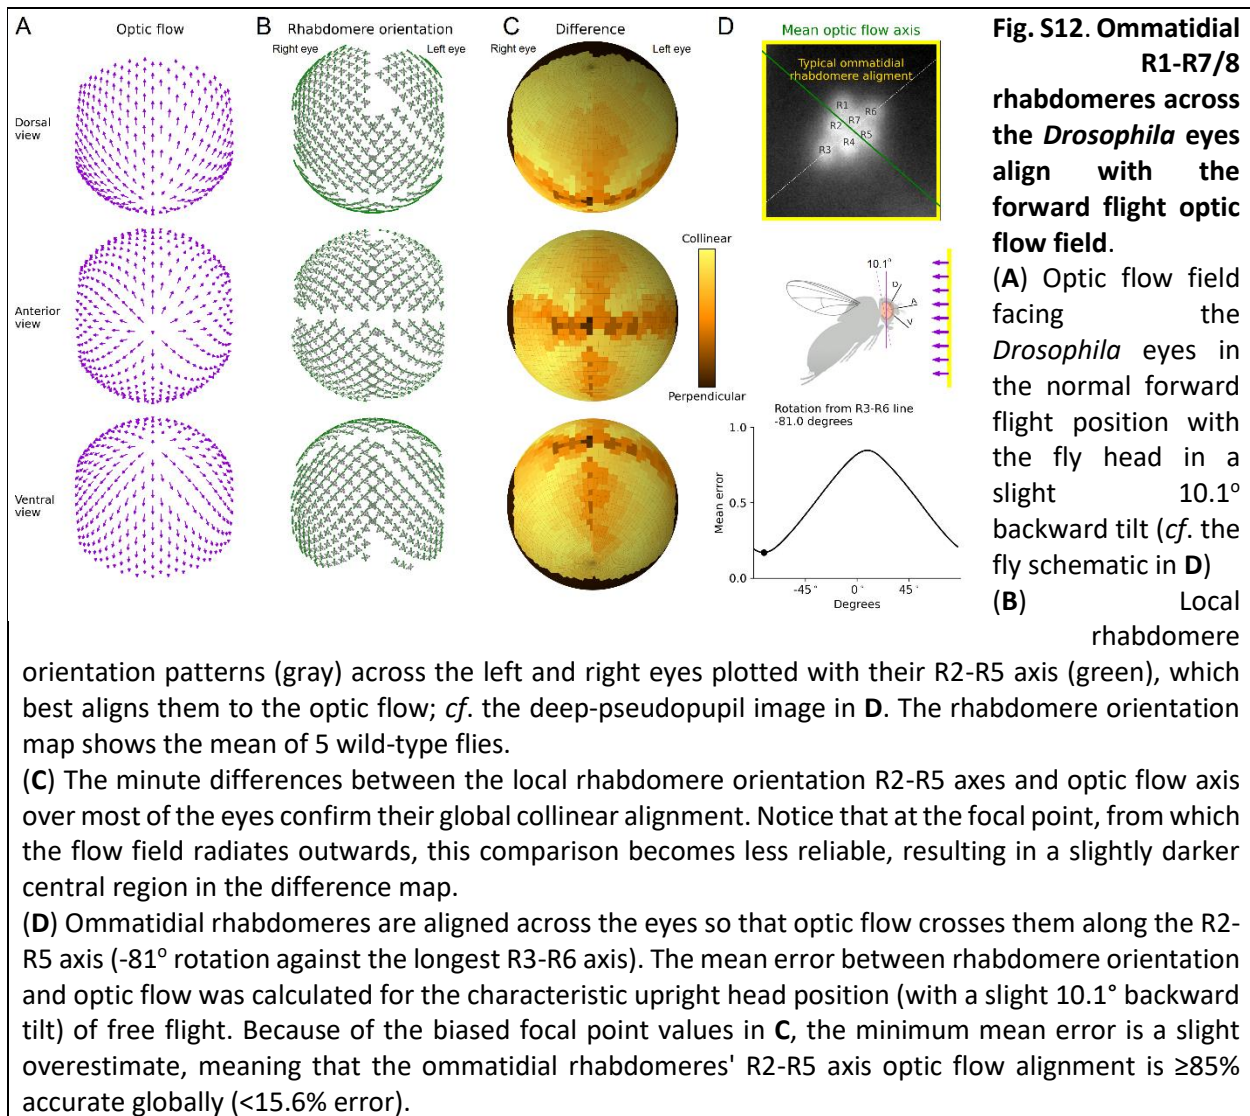 A
Optic flow
B
Rhabdomere orientation
Right eye
Left eye
C
Difference
Right eye
Left eye
D
Mean optic flow axis
Typical ommatidial
rhabdomere alignment
R1
R6
R7
R2
R5
R4
R3
Dorsal
view
Anterior
view
Ventral
view
Collinear
Perpendicular
10.1°
D
A
V
Rotation from R3-R6 line
-81.0 degrees
1.0
0.5
0.0
Mean error
-45°
0°
45°
Degrees
Fig. S12. Ommatidial
R1-R7/8
rhabdomeres across
the Drosophila eyes
align with the
forward flight optic
flow field.
(A) Optic flow field
facing the
Drosophila eyes in
the normal forward
flight position with
the fly head in a
slight 10.1o
backward tilt (cf. the
fly schematic in D)
(B) Local
rhabdomere
orientation patterns (gray) across the left and right eyes plotted with their R2-R5 axis (green), which
best aligns them to the optic flow; cf. the deep-pseudopupil image in D. The rhabdomere orientation
map shows the mean of 5 wild-type flies.
(C) The minute differences between the local rhabdomere orientation R2-R5 axes and optic flow axis
over most of the eyes confirm their global collinear alignment. Notice that at the focal point, from which
the flow field radiates outwards, this comparison becomes less reliable, resulting in a slightly darker
central region in the difference map.
(D) Ommatidial rhabdomeres are aligned across the eyes so that optic flow crosses them along the R2-
R5 axis (-81o rotation against the longest R3-R6 axis). The mean error between rhabdomere orientation
and optic flow was calculated for the characteristic upright head position (with a slight 10.1° backward
tilt) of free flight. Because of the biased focal point values in C, the minimum mean error is a slight
overestimate, meaning that the ommatidial rhabdomeres' R2-R5 axis optic flow alignment is ≥85%
accurate globally (<15.6% error).